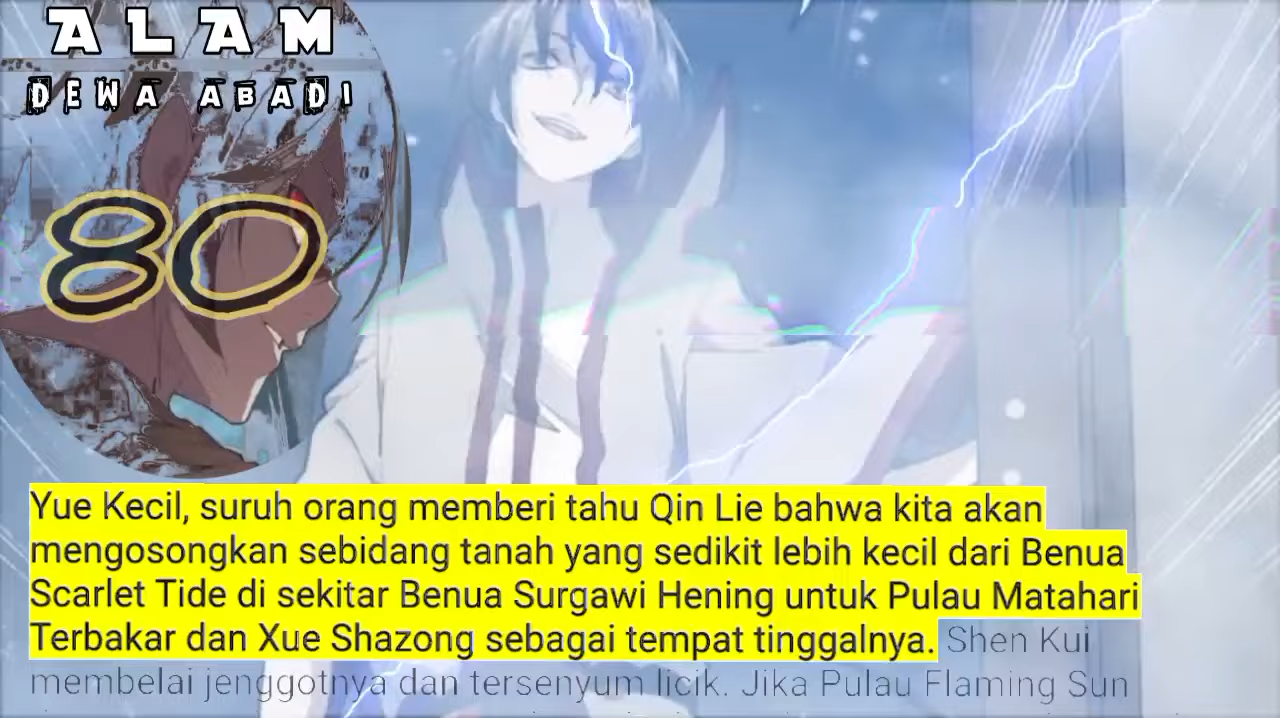 ALAM
DEWA ABADI
80
Yue Kecil, suruh orang memberi tahu Qin Lie bahwa kita akan
mengosongkan sebidang tanah yang sedikit lebih kecil dari Benua
Scarlet Tide di sekitar Benua Surgawi Hening untuk Pulau Matahari
Terbakar dan Xue Shazong sebagai tempat tinggalnya. Shen Kui
membelai jenggotnya dan tersenyum licik. Jika Pulau Flaming Sun